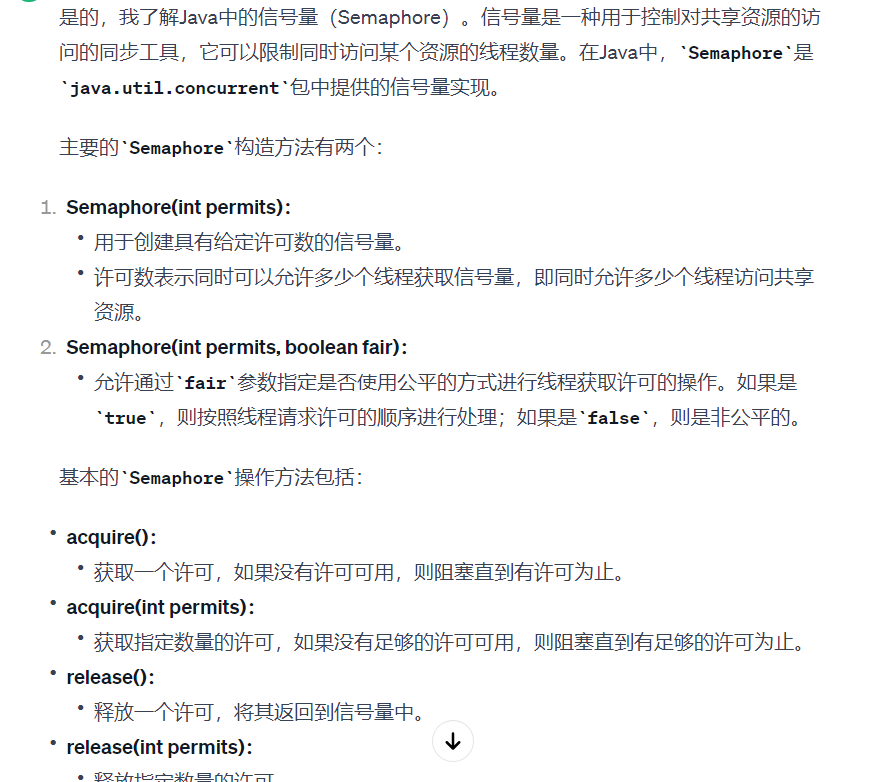 是的，我了解Java中的信号量（Semaphore）。信号量是一种用于控制对共享资源的访
问的同步工具，它可以限制同时访问某个资源的线程数量。在Java中，`Semaphore`是
`java.util.concurrent`包中提供的信号量实现。
主要的`Semaphore`构造方法有两个：
1. Semaphore(int permits)：
• 用于创建具有给定许可数的信号量。
• 许可数表示同时可以允许多少个线程获取信号量，即同时允许多少个线程访问共享
资源。
2. Semaphore(int permits, boolean fair)：
• 允许通过`fair`参数指定是否使用公平的方式进行线程获取许可的操作。如果是
`true`，则按照线程请求许可的顺序进行处理；如果是`false`，则是非公平的。
基本的`Semaphore`操作方法包括：
• acquire()：
• 获取一个许可，如果没有许可可用，则阻塞直到有许可为止。
• acquire(int permits)：
• 获取指定数量的许可，如果没有足够的许可可用，则阻塞直到有足够的许可为止。
• release()：
• 释放一个许可，将其返回到信号量中。
• release(int permits)：
• 释放指定数量的许可